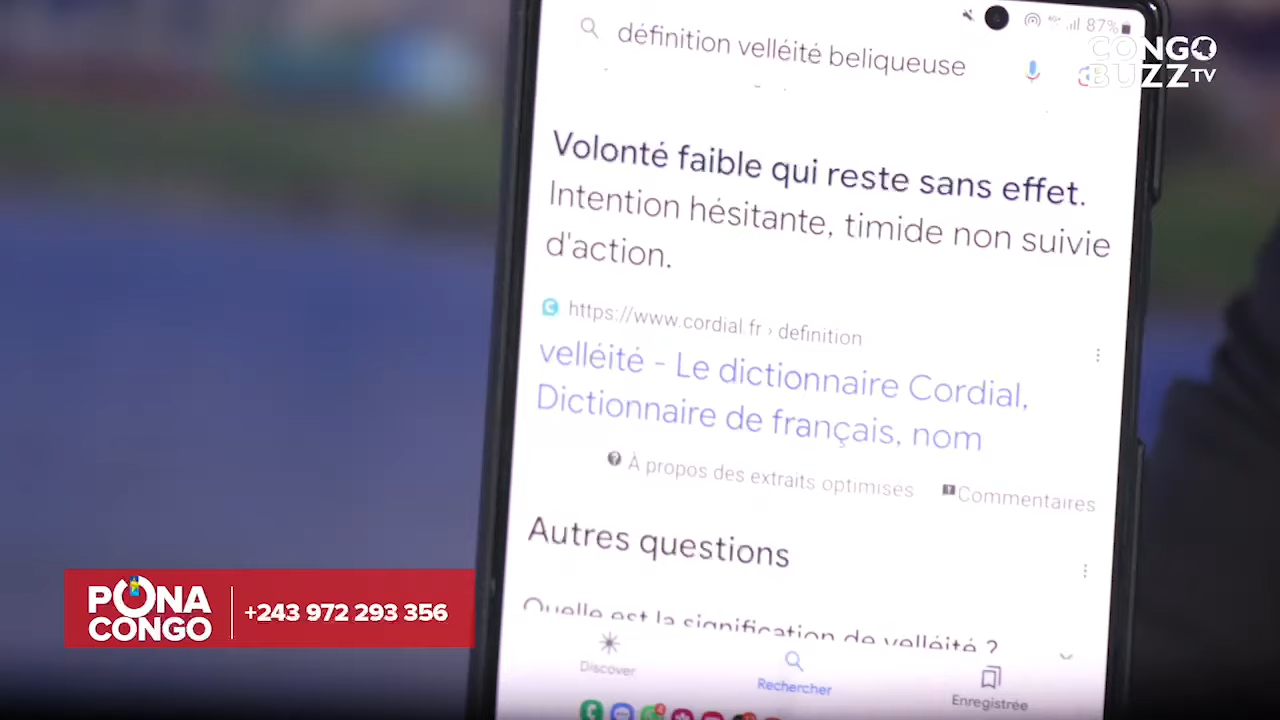 87%
définition velléité beliqueuse
CONGO
BUZZ TV
Volonté faible qui reste sans effet.
Intention hésitante, timide non suivie
d'action.
https://www.cordial.fr › definition
velléité - Le dictionnaire Cordial,
Dictionnaire de français, nom
À propos des extraits optimisés
Commentaires
Autres questions
Quelle est la signification de velléité ?
Discover
Rechercher
Enregistrée
PONA
CONGO
+243 972 293 356